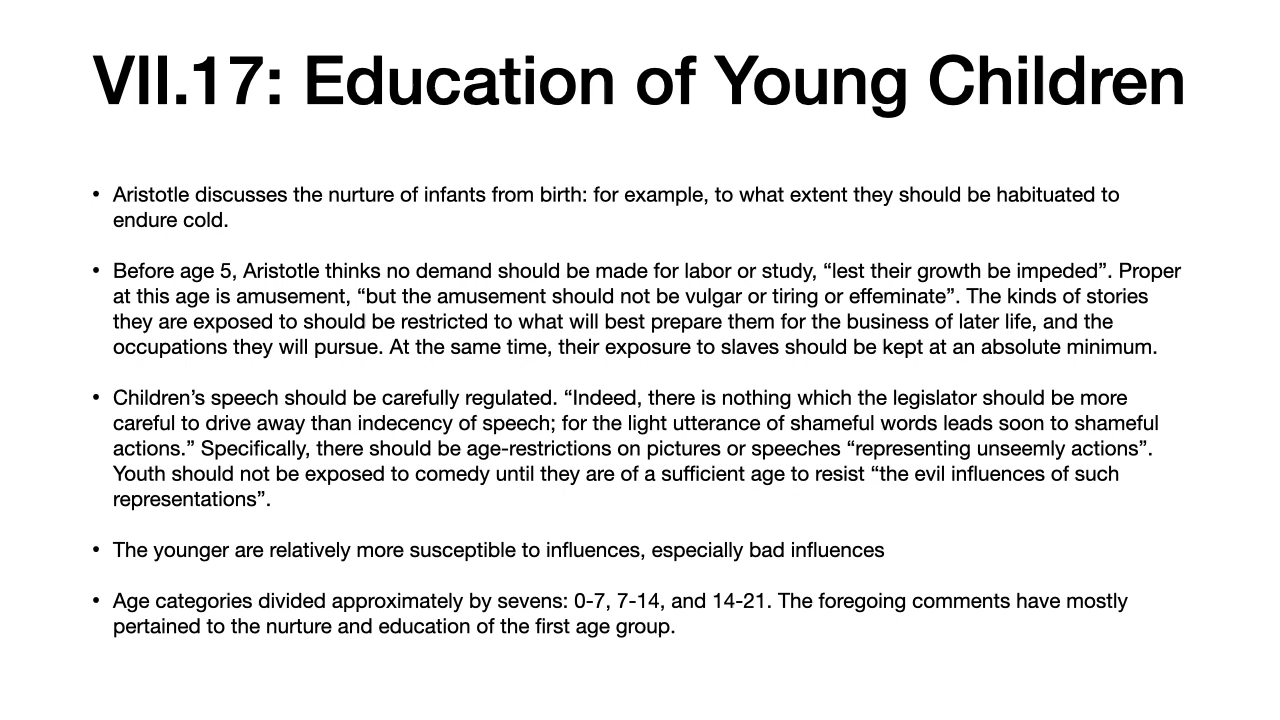 VII.17: Education of Young Children
• Aristotle discusses the nurture of infants from birth: for example, to what extent they should be habituated to
endure cold.
• Before age 5, Aristotle thinks no demand should be made for labor or study, “lest their growth be impeded”. Proper
at this age is amusement, “but the amusement should not be vulgar or tiring or effeminate”. The kinds of stories
they are exposed to should be restricted to what will best prepare them for the business of later life, and the
occupations they will pursue. At the same time, their exposure to slaves should be kept at an absolute minimum.
• Children’s speech should be carefully regulated. “Indeed, there is nothing which the legislator should be more
careful to drive away than indecency of speech; for the light utterance of shameful words leads soon to shameful
actions.” Specifically, there should be age-restrictions on pictures or speeches “representing unseemly actions”.
Youth should not be exposed to comedy until they are of a sufficient age to resist “the evil influences of such
representations”.
• The younger are relatively more susceptible to influences, especially bad influences
• Age categories divided approximately by sevens: 0-7, 7-14, and 14-21. The foregoing comments have mostly
pertained to the nurture and education of the first age group.